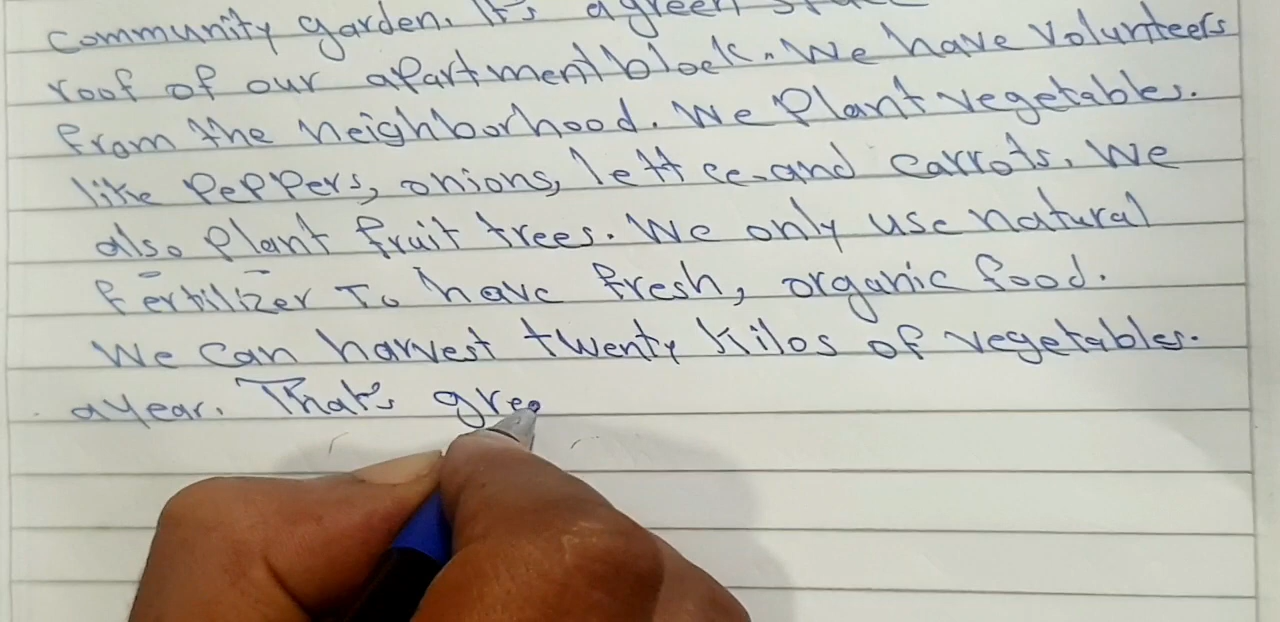 community garden. It's a green space
roof of our apartment block. We have volunteers
from the neighborhood. We plant vegetables.
like peppers, onions, lettce and carrots. We
also plant fruit trees. We only use natural
fertilizer To have fresh, organic food.
We can harvest twenty kilos of vegetables.
a year. That's grea